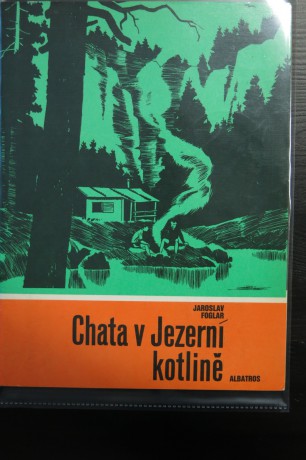 JAROSLAV
FOGLAR
Chata v Jezerní
kotlině
ALBATROS